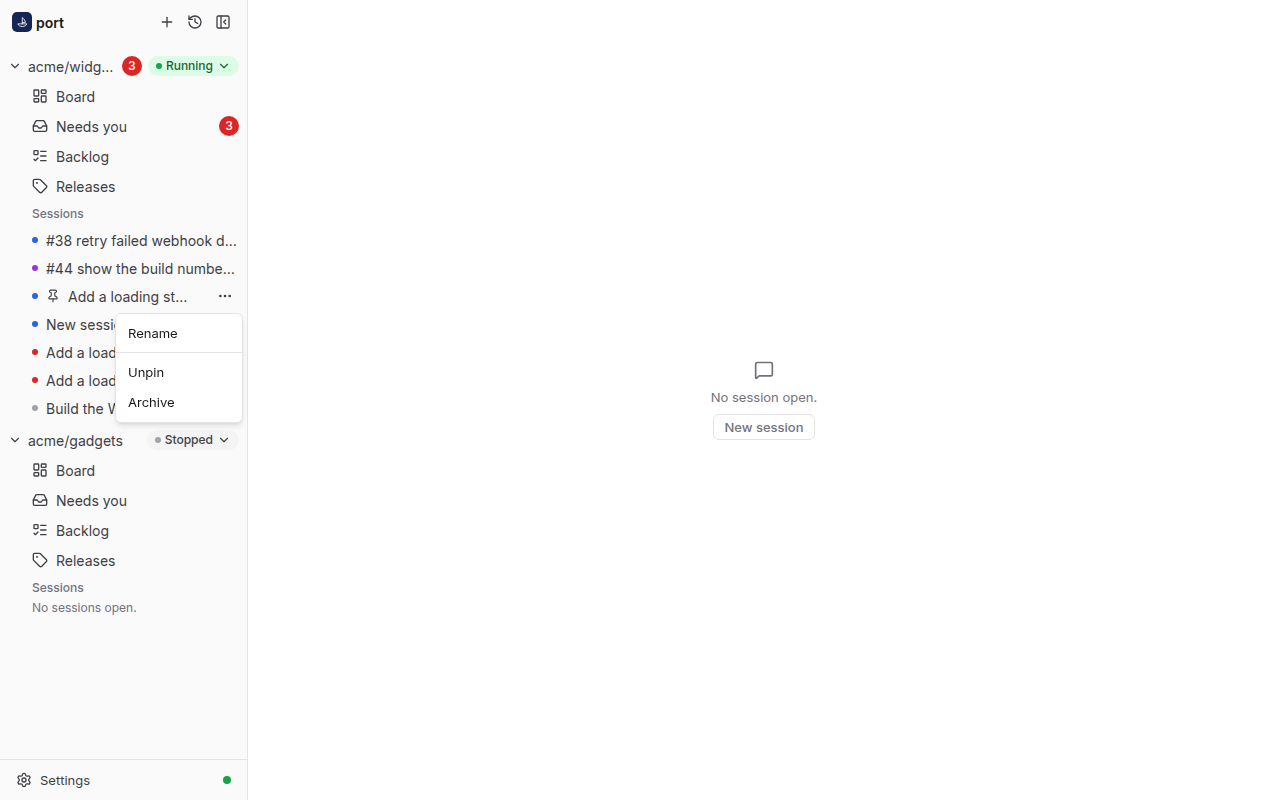 port
acme/widg... 3 Running
Board
Needs you 3
Backlog
Releases
Sessions
#38 retry failed webhook d...
#44 show the build numbe...
Add a loading st...
New sessi
Rename
Add a load
Unpin
Add a load
Archive
Build the
acme/gadgets Stopped
Board
Needs you
Backlog
Releases
Sessions
No sessions open.
Settings
No session open.
New session